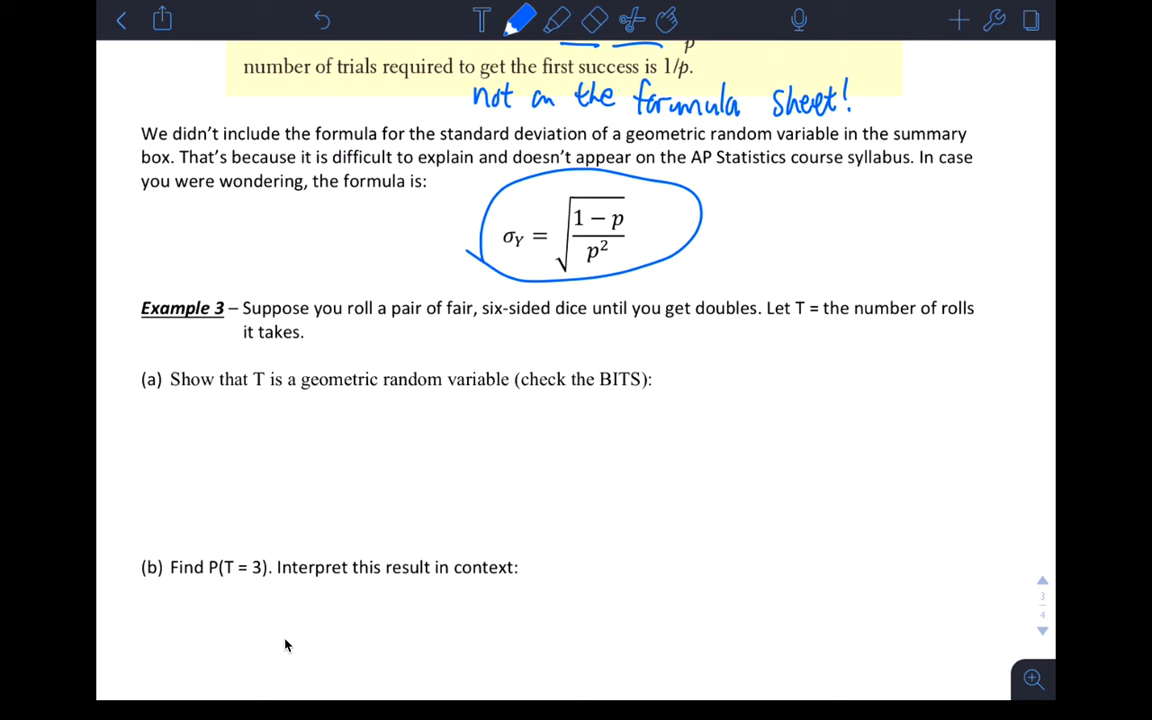 T
p
number of trials required to get the first success is 1/p.
not on the formula sheet!
We didn't include the formula for the standard deviation of a geometric random variable in the summary
box. That's because it is difficult to explain and doesn't appear on the AP Statistics course syllabus. In case
you were wondering, the formula is:
σ_Y = √((1 − p)/p²)
Example 3 – Suppose you roll a pair of fair, six-sided dice until you get doubles. Let T = the number of rolls
it takes.
(a) Show that T is a geometric random variable (check the BITS):
(b) Find P(T = 3). Interpret this result in context:
3
4